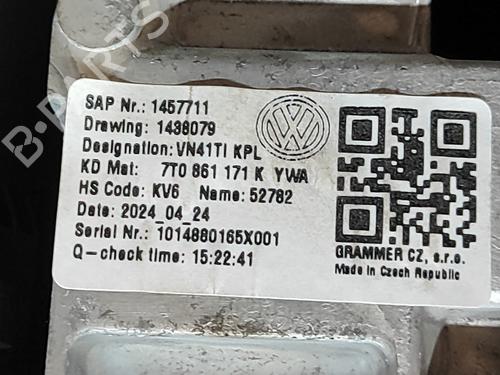 SAP Nr.: 1457711
Drawing: 1438079
Designation: VN41TI KPL
KD Mat: 7T0 861 171 K YWA
HS Code: KV6 Name: 52782
Date: 2024_04_24
Serial Nr.: 1014880165X001
Q-check time: 15:22:41
GRAMMER CZ, s.r.o.
Made in Czech Republic
B-PARTS